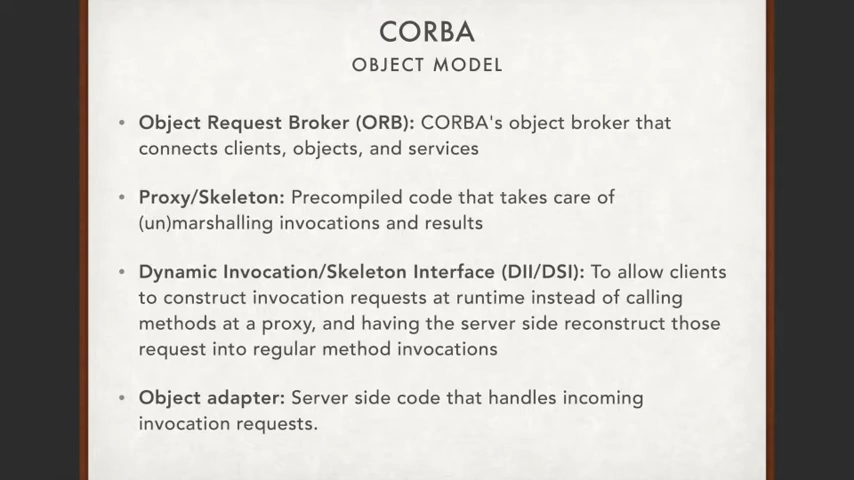 CORBA
OBJECT MODEL
• Object Request Broker (ORB): CORBA's object broker that
connects clients, objects, and services
• Proxy/Skeleton: Precompiled code that takes care of
(un)marshalling invocations and results
• Dynamic Invocation/Skeleton Interface (DII/DSI): To allow clients
to construct invocation requests at runtime instead of calling
methods at a proxy, and having the server side reconstruct those
request into regular method invocations
• Object adapter: Server side code that handles incoming
invocation requests.